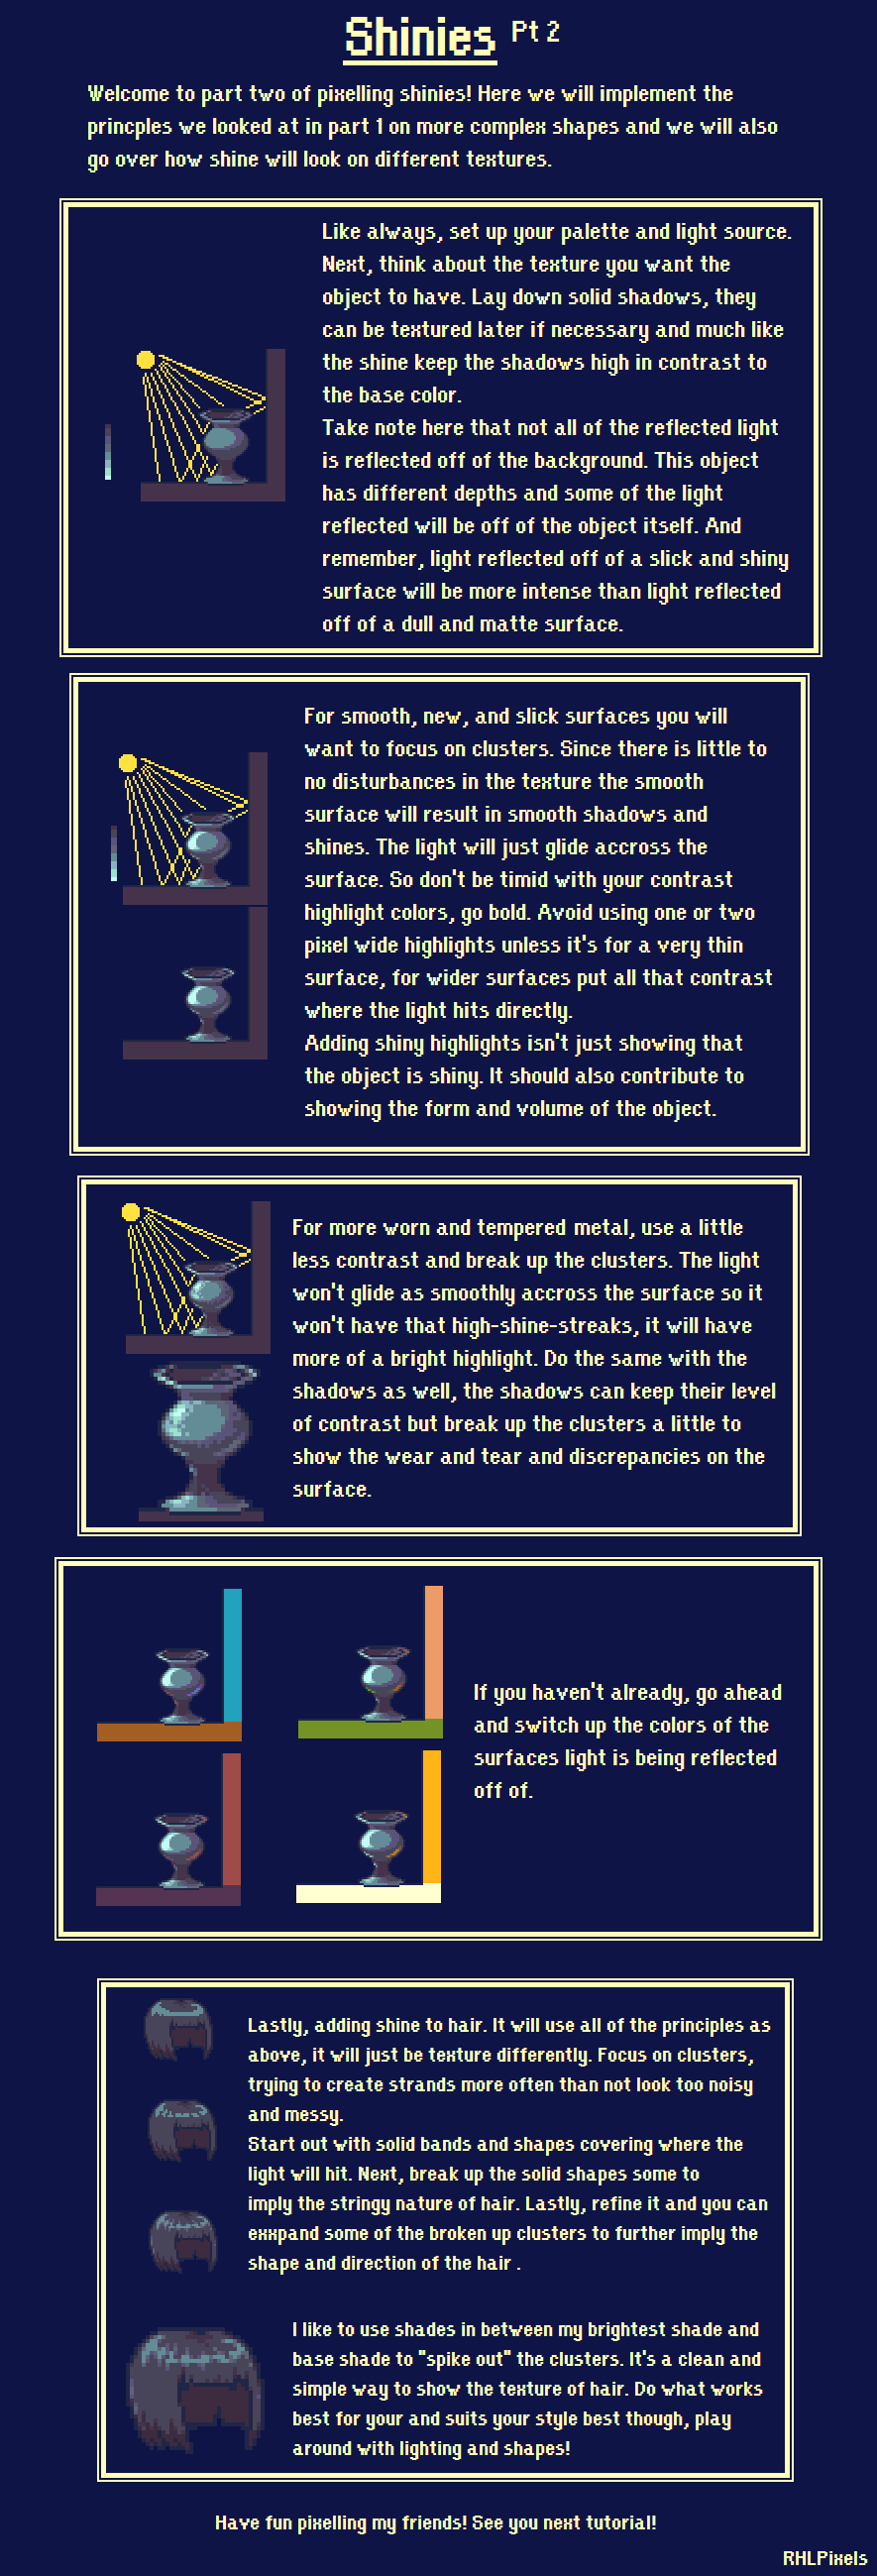 Shinies Pt 2
Welcome to part two of pixelling shinies! Here we will implement the
princples we looked at in part 1 on more complex shapes and we will also
go over how shine will look on different textures.
Like always, set up your palette and light source.
Next, think about the texture you want the
object to have. Lay down solid shadows, they
can be textured later if necessary and much like
the shine keep the shadows high in contrast to
the base color.
Take note here that not all of the reflected light
is reflected off of the background. This object
has different depths and some of the light
reflected will be off of the object itself. And
remember, light reflected off of a slick and shiny
surface will be more intense than light reflected
off of a dull and matte surface.
For smooth, new, and slick surfaces you will
want to focus on clusters. Since there is little to
no disturbances in the texture the smooth
surface will result in smooth shadows and
shines. The light will just glide accross the
surface. So don't be timid with your contrast
highlight colors, go bold. Avoid using one or two
pixel wide highlights unless it's for a very thin
surface, for wider surfaces put all that contrast
where the light hits directly.
Adding shiny highlights isn't just showing that
the object is shiny. It should also contribute to
showing the form and volume of the object.
For more worn and tempered metal, use a little
less contrast and break up the clusters. The light
won't glide as smoothly accross the surface so it
won't have that high-shine-streaks, it will have
more of a bright highlight. Do the same with the
shadows as well, the shadows can keep their level
of contrast but break up the clusters a little to
show the wear and tear and discrepancies on the
surface.
If you haven't already, go ahead
and switch up the colors of the
surfaces light is being reflected
off of.
Lastly, adding shine to hair. It will use all of the principles as
above, it will just be texture differently. Focus on clusters,
trying to create strands more often than not look too noisy
and messy.
Start out with solid bands and shapes covering where the
light will hit. Next, break up the solid shapes some to
imply the stringy nature of hair. Lastly, refine it and you can
exxpand some of the broken up clusters to further imply the
shape and direction of the hair .
I like to use shades in between my brightest shade and
base shade to "spike out" the clusters. It's a clean and
simple way to show the texture of hair. Do what works
best for your and suits your style best though, play
around with lighting and shapes!
Have fun pixelling my friends! See you next tutorial!
RHLPixels